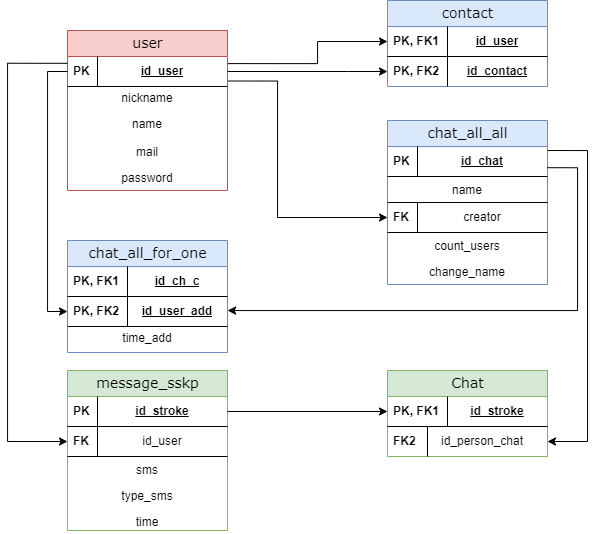 user
PK id_user
nickname
name
mail
password
contact
PK, FK1 id_user
PK, FK2 id_contact
chat_all_all
PK id_chat
name
FK creator
count_users
change_name
chat_all_for_one
PK, FK1 id_ch_c
PK, FK2 id_user_add
time_add
message_sskp
PK id_stroke
FK id_user
sms
type_sms
time
Chat
PK, FK1 id_stroke
FK2 id_person_chat